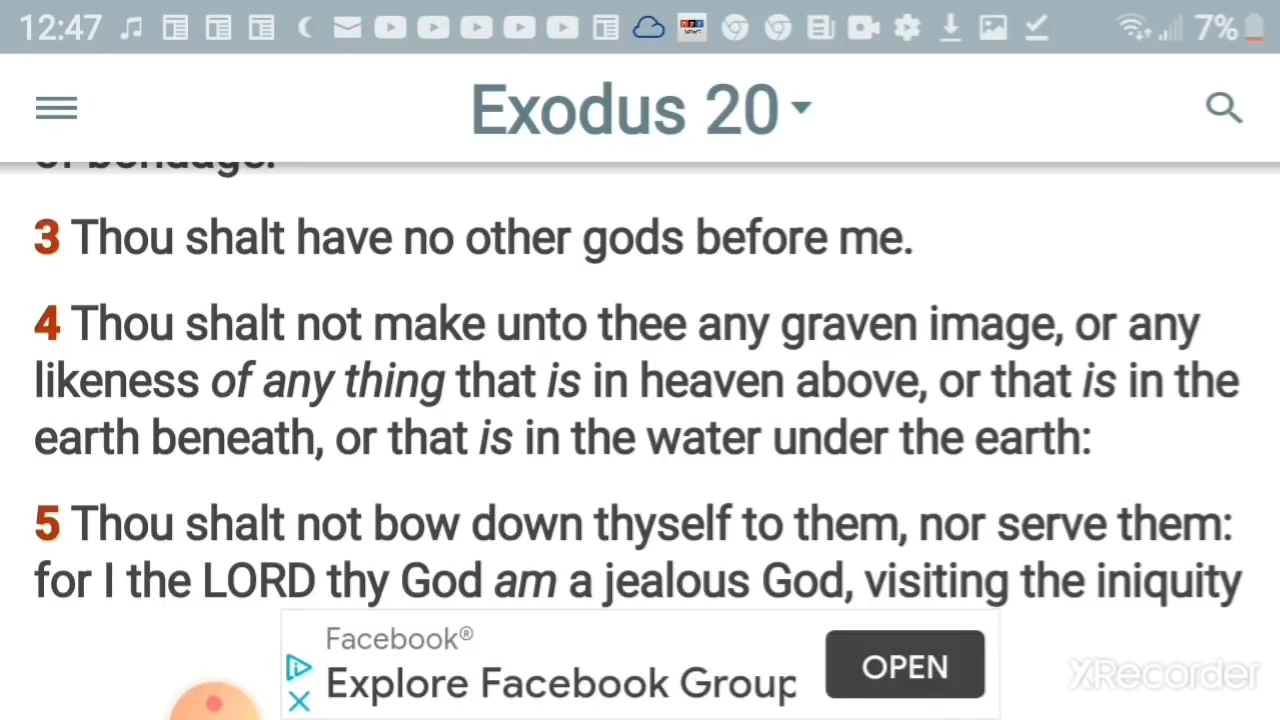 12:47 7%
Exodus 20
of bondage.
3 Thou shalt have no other gods before me.
4 Thou shalt not make unto thee any graven image, or any
likeness of any thing that is in heaven above, or that is in the
earth beneath, or that is in the water under the earth:
5 Thou shalt not bow down thyself to them, nor serve them:
for I the LORD thy God am a jealous God, visiting the iniquity
Facebook®
Explore Facebook Group
OPEN
XRecorder